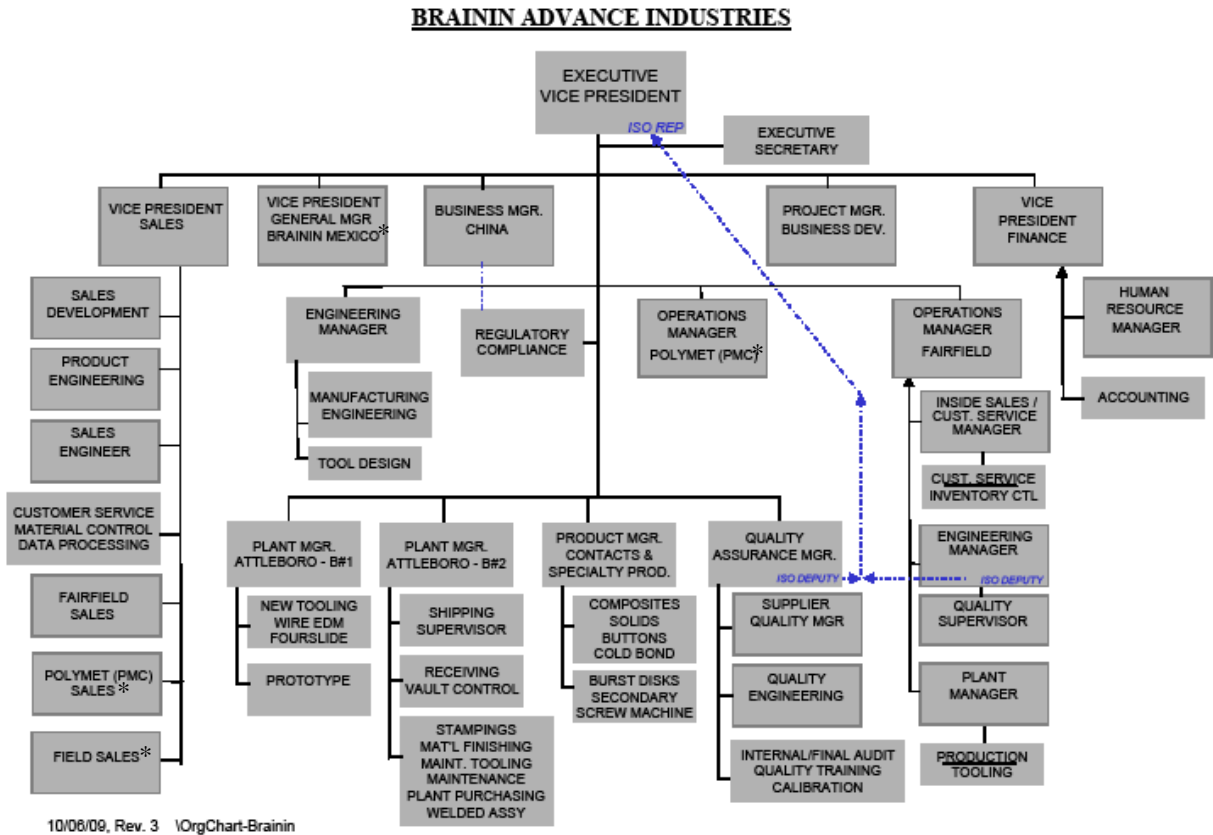 BRAININ ADVANCE INDUSTRIES
EXECUTIVE
VICE PRESIDENT
ISO REP
EXECUTIVE
SECRETARY
VICE PRESIDENT
SALES
VICE PRESIDENT
GENERAL MGR
BRAININ MEXICO*
BUSINESS MGR.
CHINA
PROJECT MGR.
BUSINESS DEV.
VICE
PRESIDENT
FINANCE
SALES
DEVELOPMENT
PRODUCT
ENGINEERING
SALES
ENGINEER
CUSTOMER SERVICE
MATERIAL CONTROL
DATA PROCESSING
FAIRFIELD
SALES
POLYMET (PMC)
SALES *
FIELD SALES*
ENGINEERING
MANAGER
MANUFACTURING
ENGINEERING
TOOL DESIGN
REGULATORY
COMPLIANCE
OPERATIONS
MANAGER
POLYMET (PMC)*
OPERATIONS
MANAGER
FAIRFIELD
HUMAN
RESOURCE
MANAGER
ACCOUNTING
INSIDE SALES /
CUST. SERVICE
MANAGER
CUST. SERVICE
INVENTORY CTL
ENGINEERING
MANAGER
ISO DEPUTY
QUALITY
SUPERVISOR
PLANT
MANAGER
PRODUCTION
TOOLING
PLANT MGR.
ATTLEBORO - B#1
NEW TOOLING
WIRE EDM
FOURSLIDE
PROTOTYPE
PLANT MGR.
ATTLEBORO - B#2
SHIPPING
SUPERVISOR
RECEIVING
VAULT CONTROL
STAMPINGS
MAT'L FINISHING
MAINT. TOOLING
MAINTENANCE
PLANT PURCHASING
WELDED ASSY
PRODUCT MGR.
CONTACTS &
SPECIALTY PROD.
COMPOSITES
SOLIDS
BUTTONS
COLD BOND
BURST DISKS
SECONDARY
SCREW MACHINE
QUALITY
ASSURANCE MGR.
ISO DEPUTY
SUPPLIER
QUALITY MGR
QUALITY
ENGINEERING
INTERNAL/FINAL AUDIT
QUALITY TRAINING
CALIBRATION
10/06/09, Rev. 3 \OrgChart-Brainin